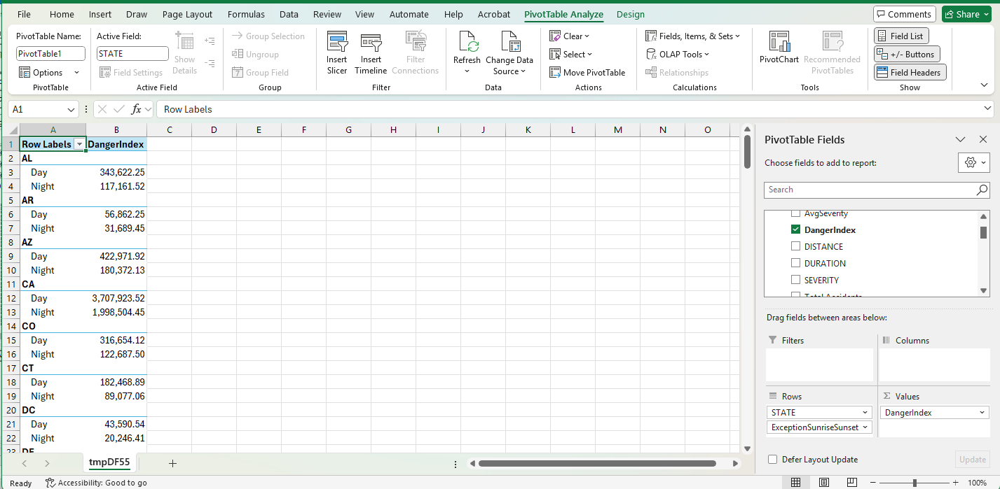 File Home Insert Draw Page Layout Formulas Data Review View Automate Help Acrobat PivotTable Analyze Design Comments Share
PivotTable Name:
PivotTable1
Options
PivotTable
Active Field:
STATE
Field Settings
Show Details
Active Field
Group Selection
Ungroup
Group Field
Group
Insert Slicer
Insert Timeline
Filter Connections
Filter
Refresh
Change Data Source
Data
Clear
Select
Move PivotTable
Actions
Fields, Items, & Sets
OLAP Tools
Relationships
Calculations
PivotChart
Recommended PivotTables
Tools
Field List
+/- Buttons
Field Headers
Show
A1 fx Row Labels
A B C D E F G H I J K L M N O
1 Row Labels DangerIndex
2 AL
3 Day 343,622.25
4 Night 117,161.52
5 AR
6 Day 56,862.25
7 Night 31,689.45
8 AZ
9 Day 422,971.92
10 Night 180,372.13
11 CA
12 Day 3,707,923.52
13 Night 1,998,504.45
14 CO
15 Day 316,654.12
16 Night 122,687.50
17 CT
18 Day 182,468.89
19 Night 89,077.06
20 DC
21 Day 43,590.54
22 Night 20,246.41
23 DE
PivotTable Fields
Choose fields to add to report:
Search
AvgSeverity
DangerIndex
DISTANCE
DURATION
SEVERITY
Total Accidents
Drag fields between areas below:
Filters Columns
Rows Σ Values
STATE DangerIndex
ExceptionSunriseSunset
Defer Layout Update Update
tmpDF55
Ready Accessibility: Good to go 100%